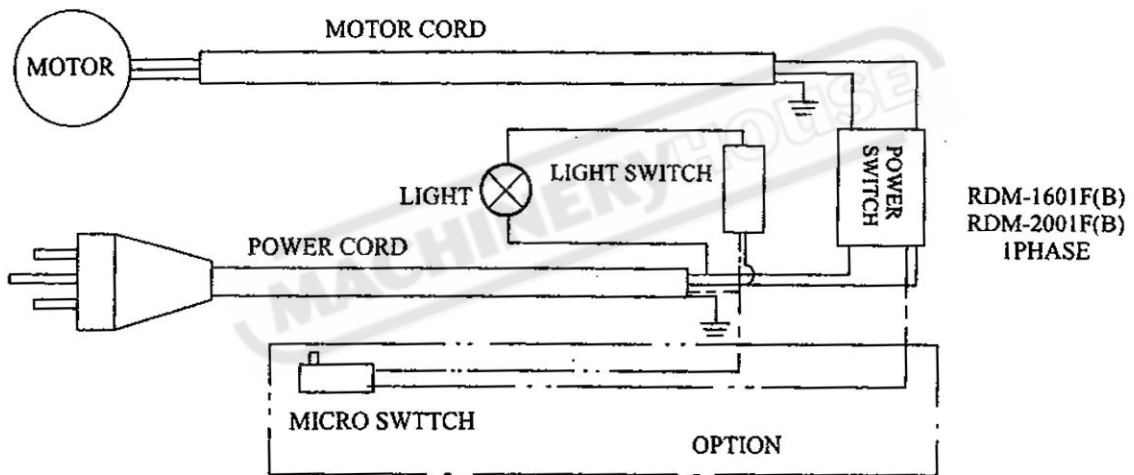 MOTOR CORD
MOTOR
LIGHT SWITCH
LIGHT
POWER SWITCH
RDM-1601F(B)
RDM-2001F(B)
1PHASE
POWER CORD
MACHINERYHOUSE
MICRO SWTTCH
OPTION